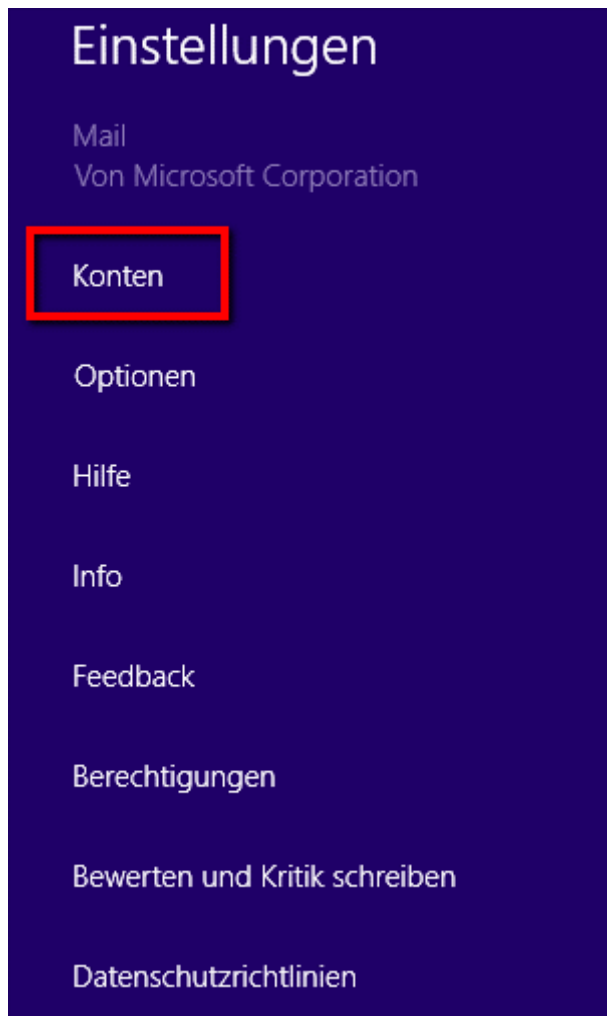 Einstellungen
Mail
Von Microsoft Corporation
Konten
Optionen
Hilfe
Info
Feedback
Berechtigungen
Bewerten und Kritik schreiben
Datenschutzrichtlinien